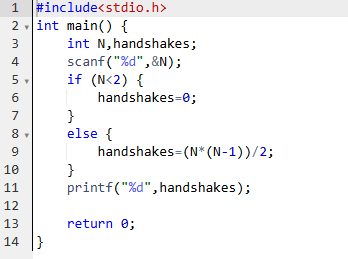 1 #include<stdio.h>
2 int main() {
3     int N,handshakes;
4     scanf("%d",&N);
5     if (N<2) {
6         handshakes=0;
7     }
8     else {
9         handshakes=(N*(N-1))/2;
10     }
11     printf("%d",handshakes);
12
13     return 0;
14 }